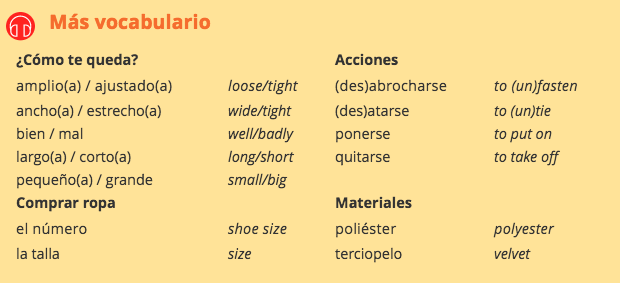 Más vocabulario
¿Cómo te queda?
amplio(a) / ajustado(a) loose/tight
ancho(a) / estrecho(a) wide/tight
bien / mal well/badly
largo(a) / corto(a) long/short
pequeño(a) / grande small/big
Comprar ropa
el número shoe size
la talla size
Acciones
(des)abrocharse to (un)fasten
(des)atarse to (un)tie
ponerse to put on
quitarse to take off
Materiales
poliéster polyester
terciopelo velvet